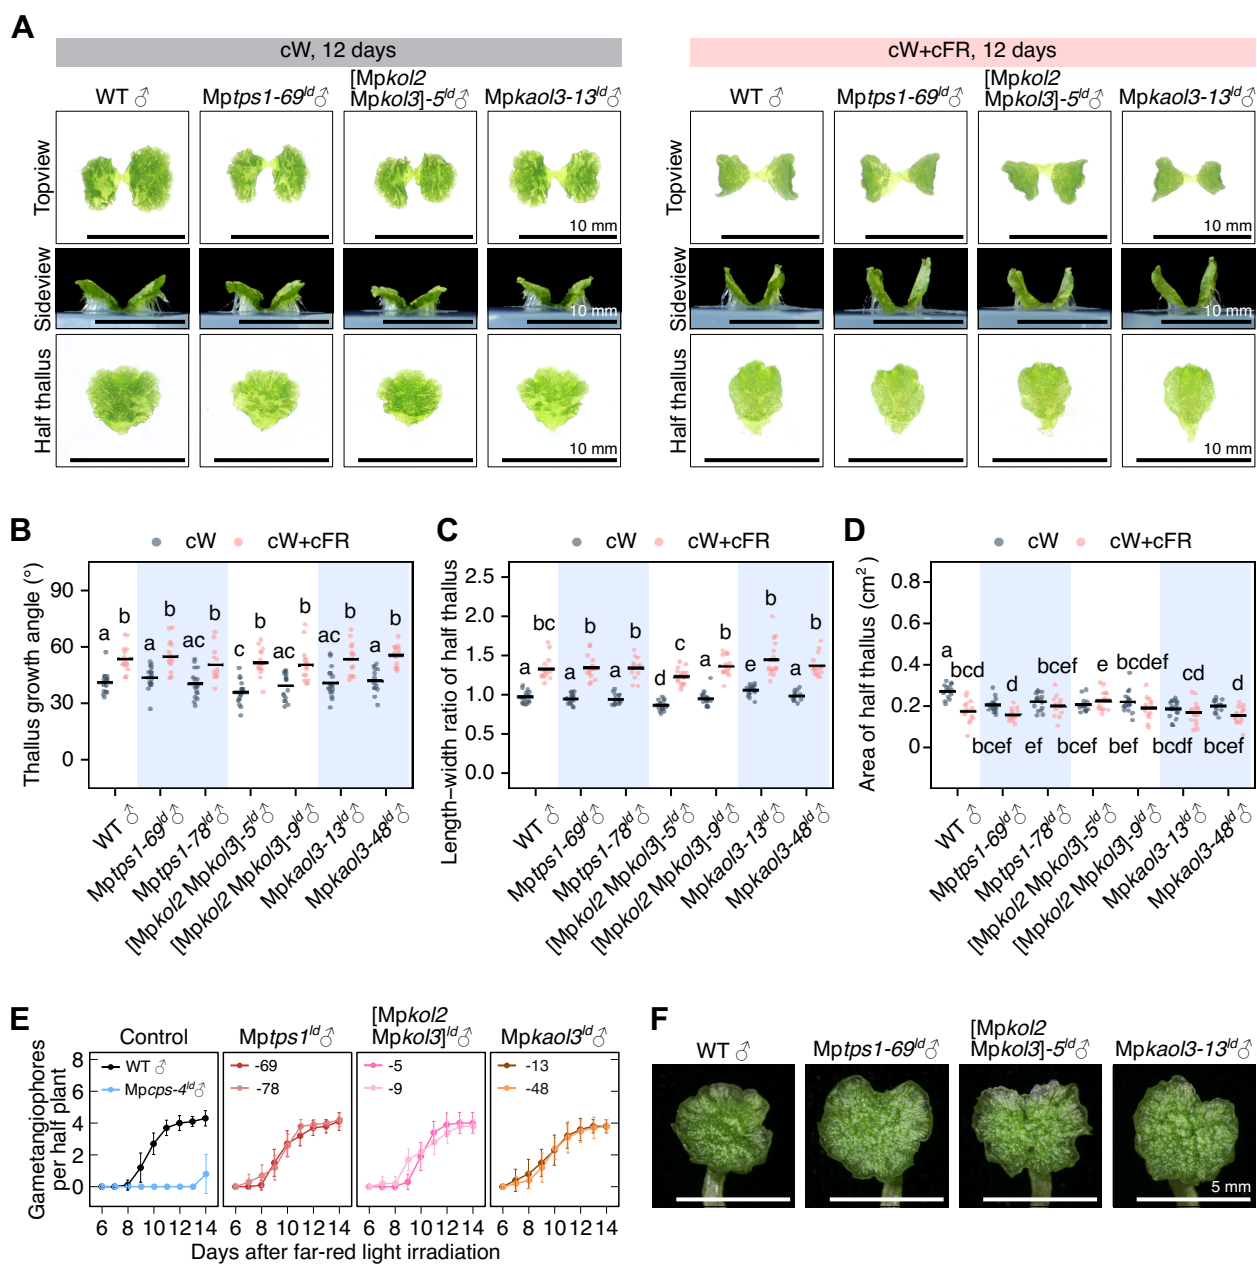 A
cW, 12 days
cW+cFR, 12 days
WT ♂
Mptps1-69ld♂
[Mpkol2
Mpkol3]-5ld♂
Mpkaol3-13ld♂
WT ♂
Mptps1-69ld♂
[Mpkol2
Mpkol3]-5ld♂
Mpkaol3-13ld♂
Topview
10 mm
Topview
10 mm
Sideview
10 mm
Sideview
10 mm
Half thallus
10 mm
Half thallus
10 mm
B
cW cW+cFR
Thallus growth angle (°)
90
60
30
0
a b a b ac b c b ac b ac b a b
WT ♂
Mptps1-69ld♂
Mptps1-78ld♂
[Mpkol2 Mpkol3]-5ld♂
[Mpkol2 Mpkol3]-9ld♂
Mpkaol3-13ld♂
Mpkaol3-48ld♂
C
cW cW+cFR
Length–width ratio of half thallus
2.5
2.0
1.5
1.0
0.5
0.0
a bc a b a b d c a b e b a b
WT ♂
Mptps1-69ld♂
Mptps1-78ld♂
[Mpkol2 Mpkol3]-5ld♂
[Mpkol2 Mpkol3]-9ld♂
Mpkaol3-13ld♂
Mpkaol3-48ld♂
D
cW cW+cFR
Area of half thallus (cm2)
0.8
0.6
0.4
0.2
0
a bcd d bcef e bcdef cd d
bcef ef bcef bef bcdf bcef
WT ♂
Mptps1-69ld♂
Mptps1-78ld♂
[Mpkol2 Mpkol3]-5ld♂
[Mpkol2 Mpkol3]-9ld♂
Mpkaol3-13ld♂
Mpkaol3-48ld♂
E
Control
Mptps1ld♂
[Mpkol2
Mpkol3]ld♂
Mpkaol3ld♂
Gametangiophores
per half plant
8
6
4
2
0
WT ♂
Mpcps-4ld♂
-69
-78
-5
-9
-13
-48
6 8 10 12 14
6 8 10 12 14
6 8 10 12 14
6 8 10 12 14
Days after far-red light irradiation
F
WT ♂
Mptps1-69ld♂
[Mpkol2
Mpkol3]-5ld♂
Mpkaol3-13ld♂
5 mm